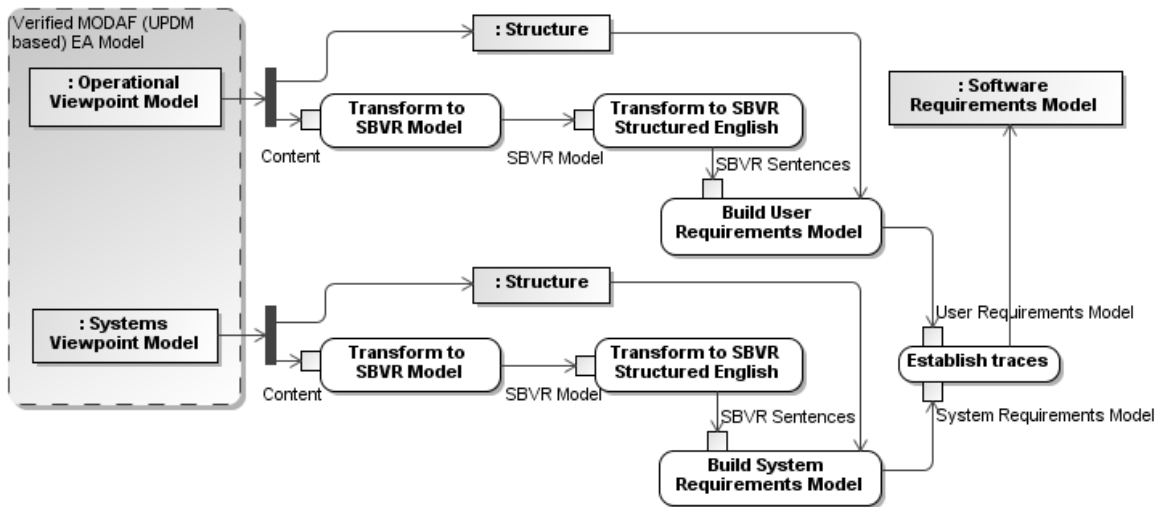 Verified MODAF (UPDM
based) EA Model
: Operational
Viewpoint Model
: Structure
Transform to
SBVR Model
Content
Transform to SBVR
Structured English
SBVR Model
SBVR Sentences
Build User
Requirements Model
: Software
Requirements Model
: Systems
Viewpoint Model
: Structure
Transform to
SBVR Model
Content
Transform to SBVR
Structured English
SBVR Model
SBVR Sentences
Build System
Requirements Model
User Requirements Model
Establish traces
System Requirements Model